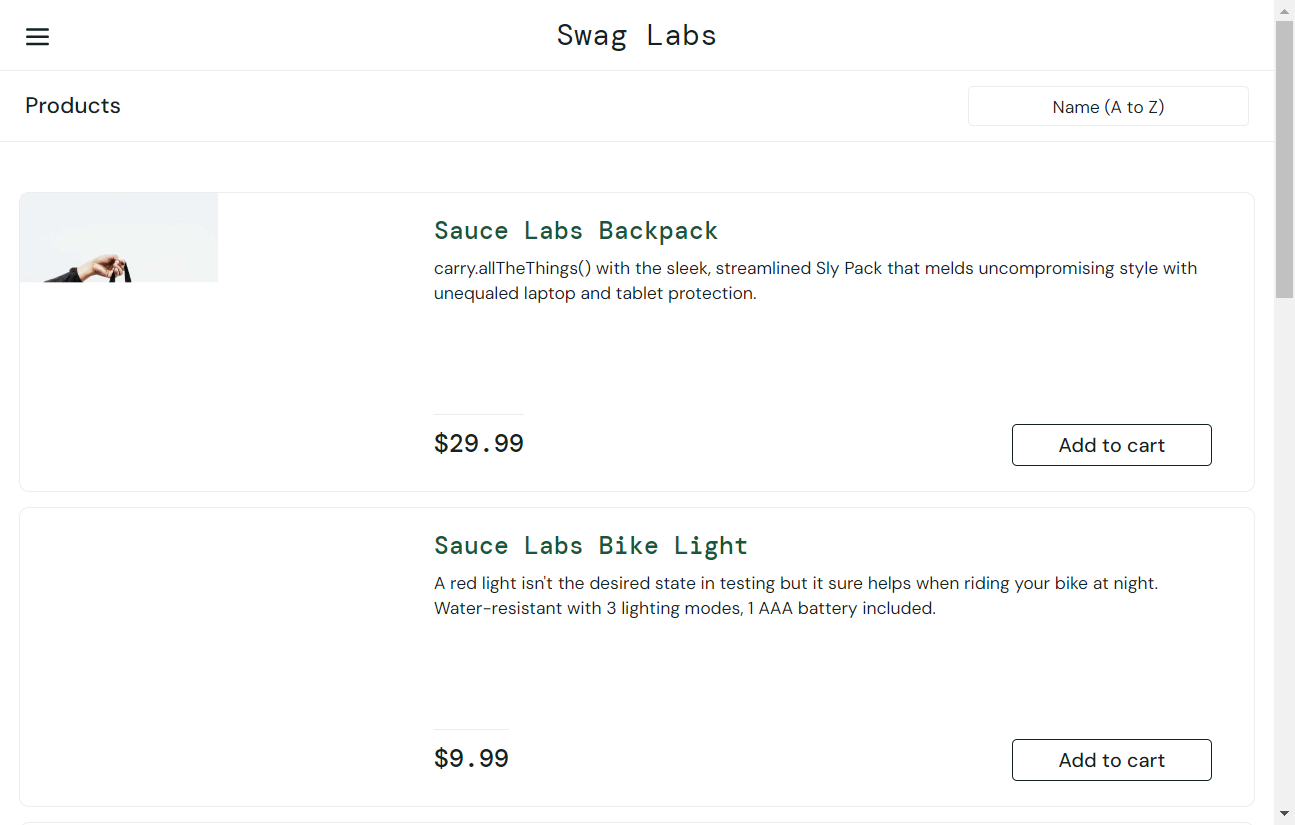 Swag Labs
Products
Name (A to Z)
Sauce Labs Backpack
carry.allTheThings() with the sleek, streamlined Sly Pack that melds uncompromising style with
unequaled laptop and tablet protection.
$29.99
Add to cart
Sauce Labs Bike Light
A red light isn't the desired state in testing but it sure helps when riding your bike at night.
Water-resistant with 3 lighting modes, 1 AAA battery included.
$9.99
Add to cart